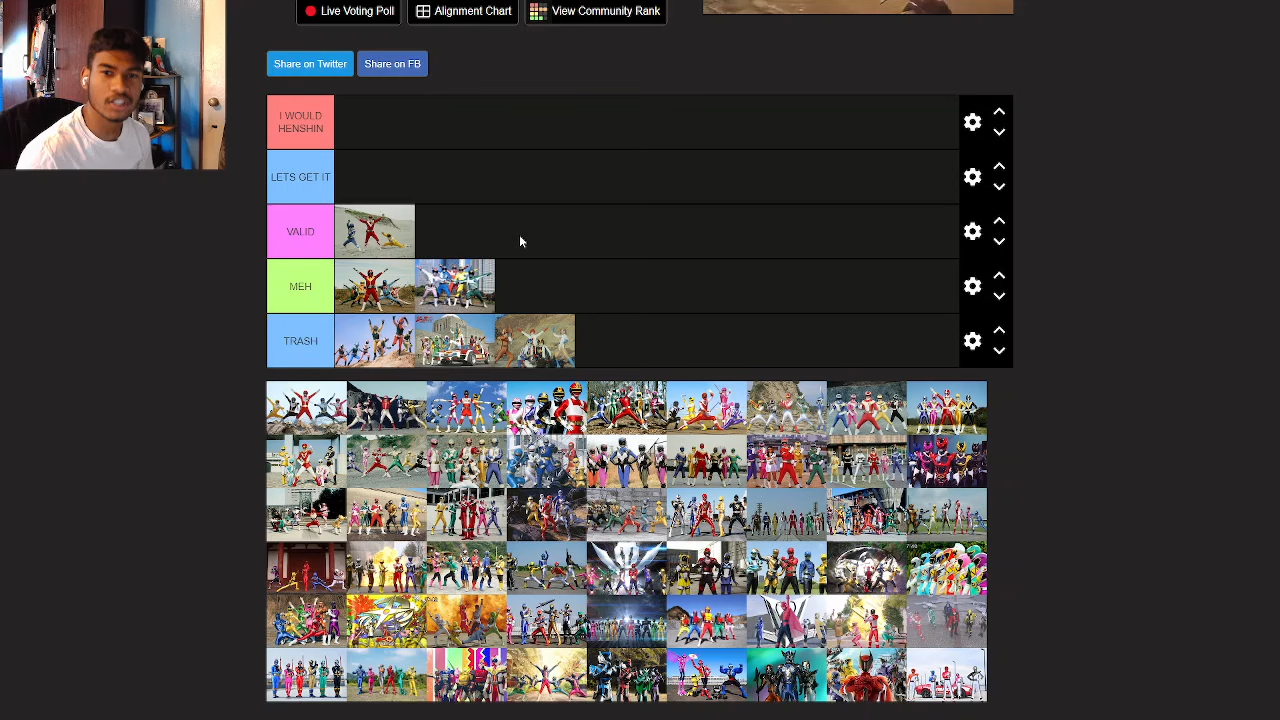 Live Voting Poll
Alignment Chart
View Community Rank
Share on Twitter
Share on FB
I WOULD
HENSHIN
LETS GET IT
VALID
MEH
TRASH